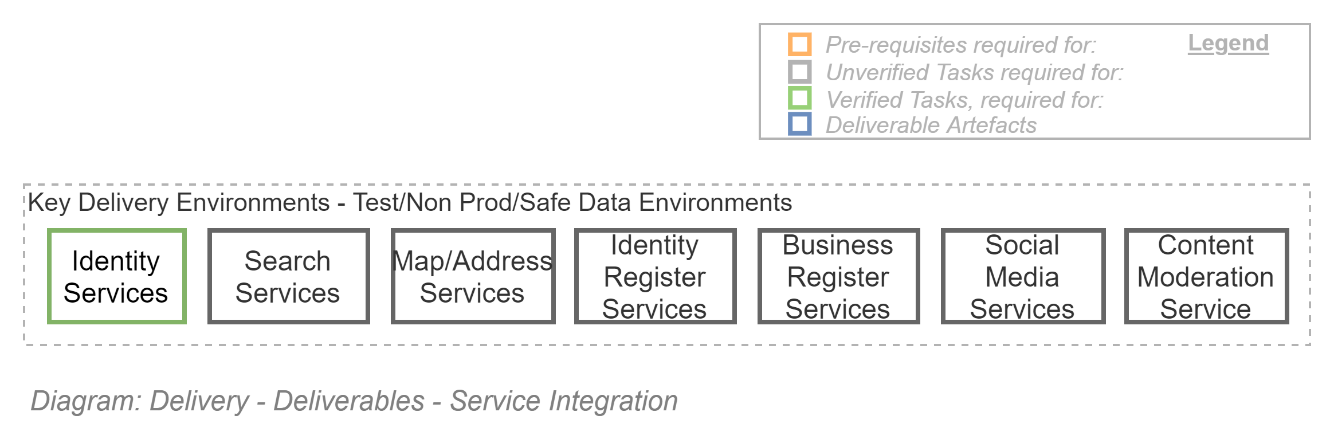 Legend
Pre-requisites required for:
Unverified Tasks required for:
Verified Tasks, required for:
Deliverable Artefacts
Key Delivery Environments - Test/Non Prod/Safe Data Environments
Identity
Services
Search
Services
Map/Address
Services
Identity
Register
Services
Business
Register
Services
Social
Media
Services
Content
Moderation
Service
Diagram: Delivery - Deliverables - Service Integration